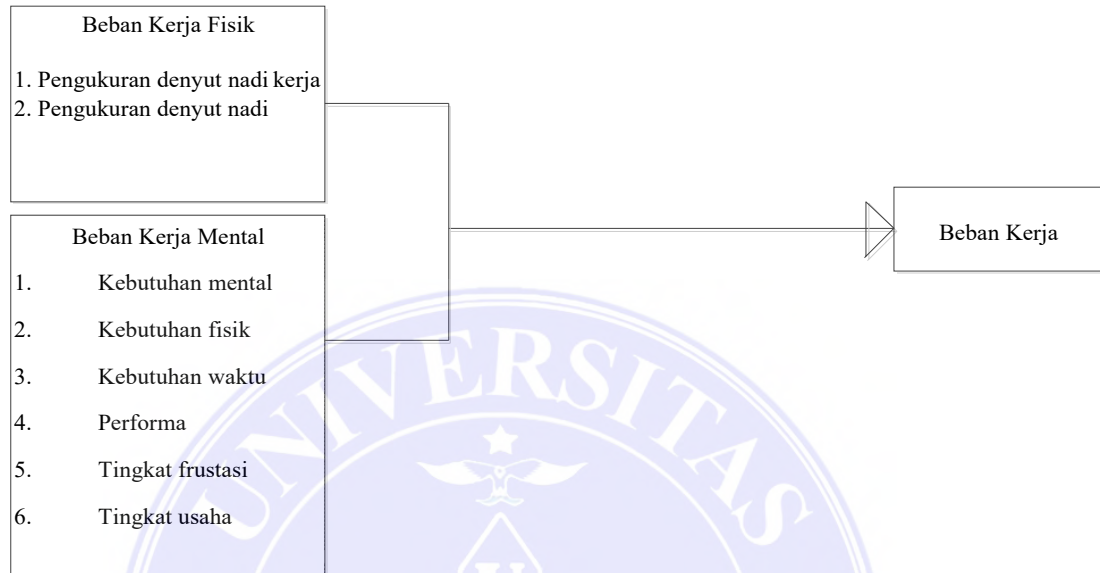 Beban Kerja Fisik
1. Pengukuran denyut nadi kerja
2. Pengukuran denyut nadi
Beban Kerja Mental
1. Kebutuhan mental
2. Kebutuhan fisik
3. Kebutuhan waktu
4. Performa
5. Tingkat frustasi
6. Tingkat usaha
Beban Kerja
UNIVERSITAS